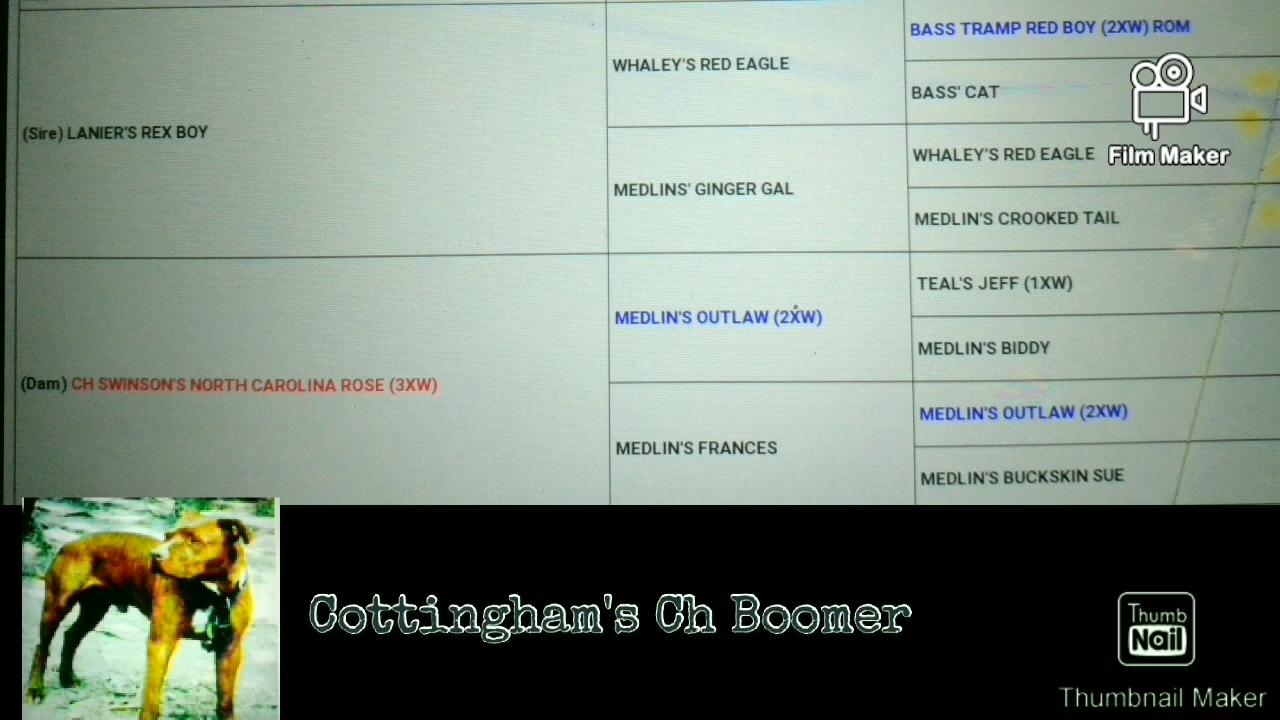 BASS TRAMP RED BOY (2XW) ROM
WHALEY'S RED EAGLE
BASS' CAT
(Sire) LANIER'S REX BOY
WHALEY'S RED EAGLE
Film Maker
MEDLINS' GINGER GAL
MEDLIN'S CROOKED TAIL
TEAL'S JEFF (1XW)
MEDLIN'S OUTLAW (2XW)
MEDLIN'S BIDDY
(Dam) CH SWINSON'S NORTH CAROLINA ROSE (3XW)
MEDLIN'S OUTLAW (2XW)
MEDLIN'S FRANCES
MEDLIN'S BUCKSKIN SUE
Cottingham's Ch Boomer
Thumb
Nail
Thumbnail Maker